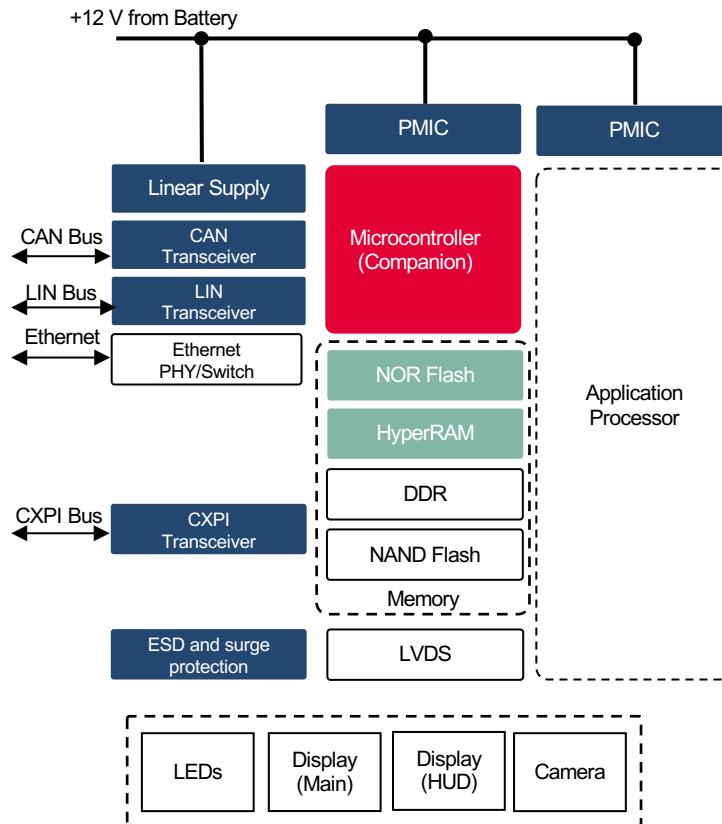 +12 V from Battery
PMIC
PMIC
Linear Supply
CAN Bus
CAN
Transceiver
Microcontroller
(Companion)
LIN Bus
LIN
Transceiver
Ethernet
Ethernet
PHY/Switch
NOR Flash
HyperRAM
DDR
NAND Flash
Memory
Application
Processor
CXPI Bus
CXPI
Transceiver
ESD and surge
protection
LVDS
LEDs
Display
(Main)
Display
(HUD)
Camera